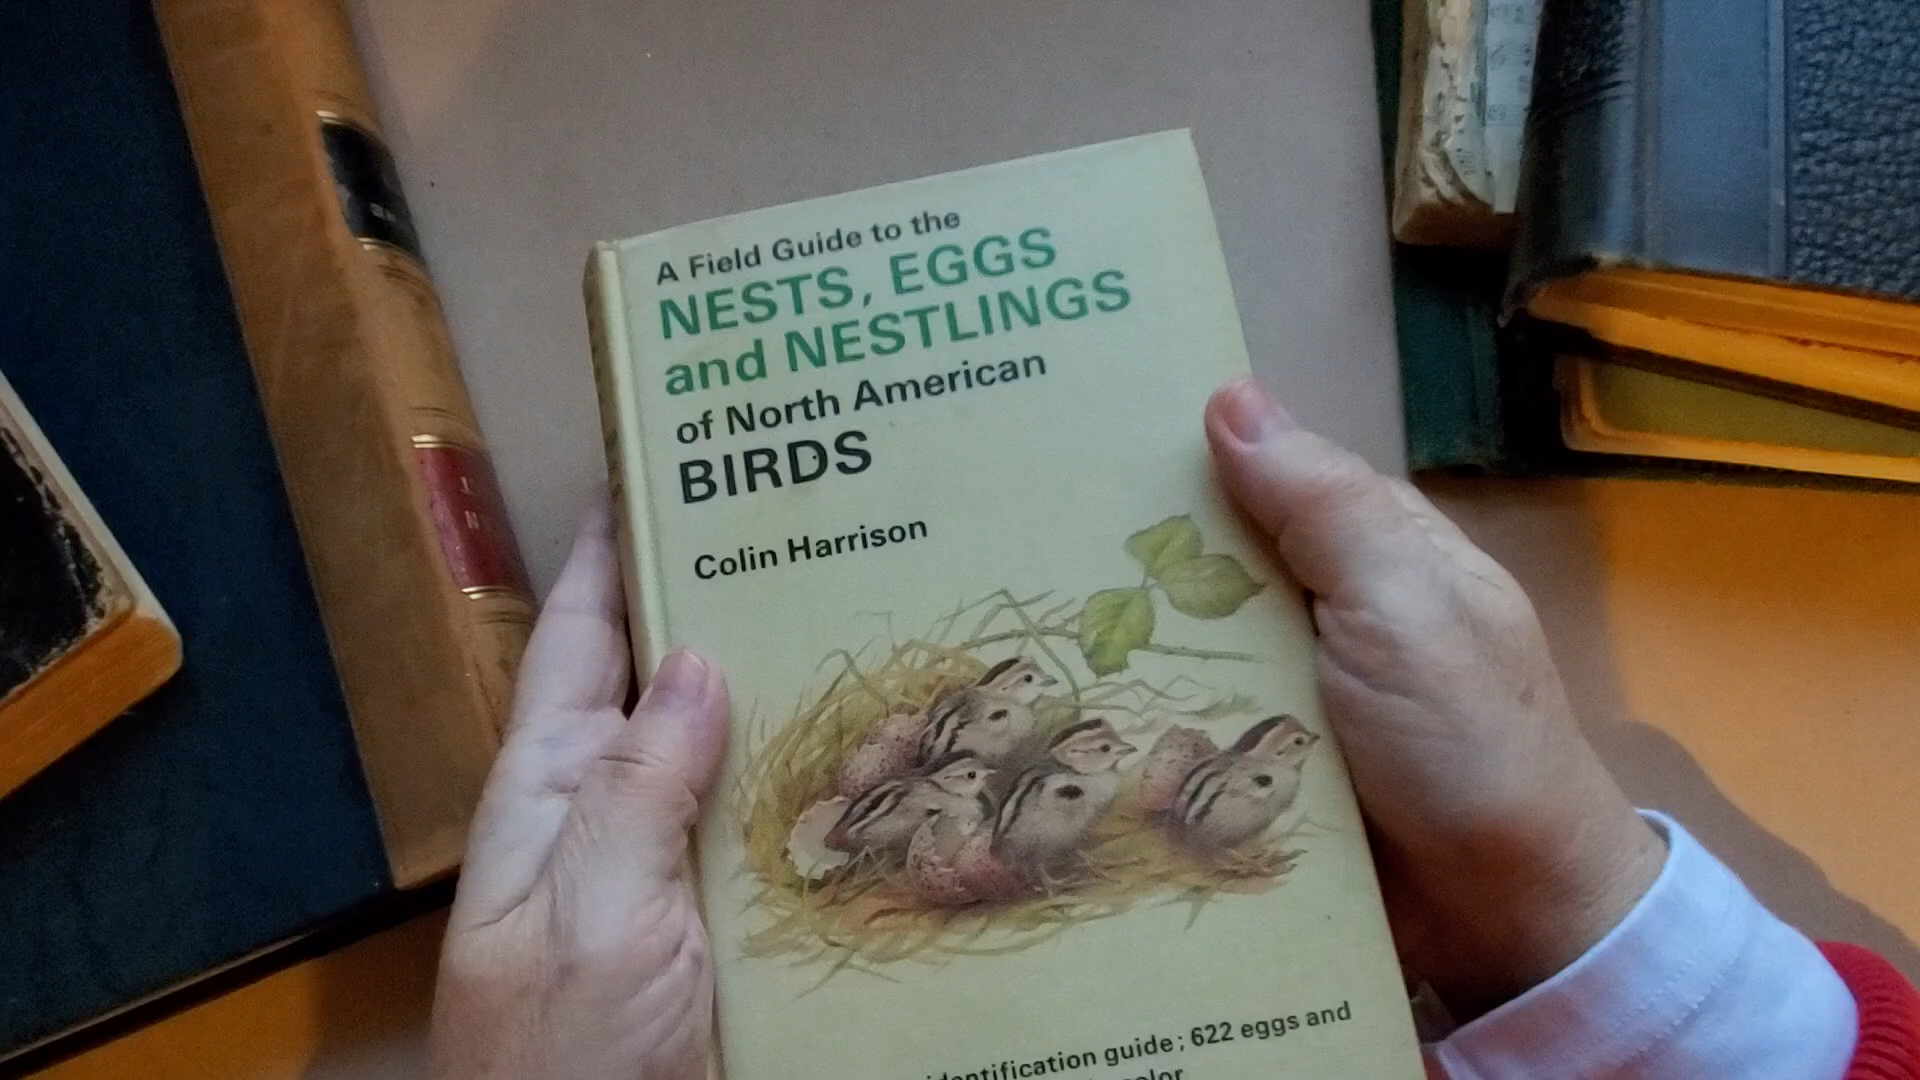 A Field Guide to the
NESTS, EGGS
and NESTLINGS
of North American
BIRDS
Colin Harrison
identification guide; 622 eggs and
color